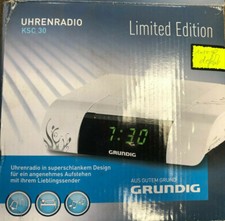 UHRENRADIO
KSC 30
Limited Edition
7:30
GRUNDIG
Uhrenradio in superschlankem Design
für ein angenehmes Aufstehen
mit ihrem Lieblingssender
AUS GUTEM GRUND
GRUNDIG